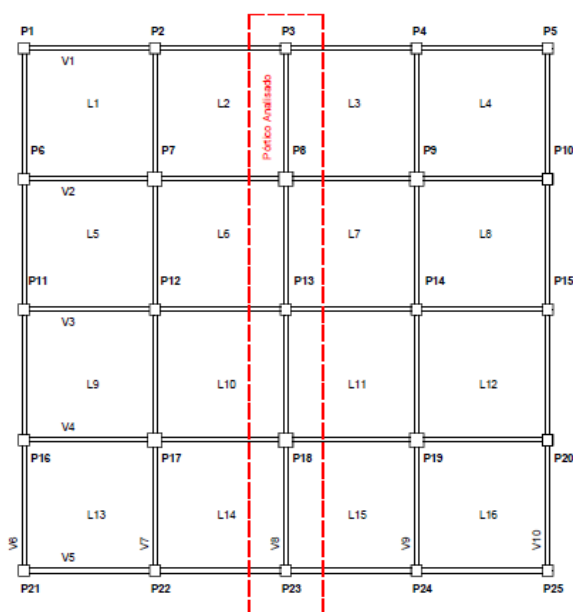 P1 P2 P3 P4 P5
V1
L1 L2 Pórtico Analisado L3 L4
P6 P7 P8 P9 P10
V2
L5 L6 L7 L8
P11 P12 P13 P14 P15
V3
L9 L10 L11 L12
V4
P16 P17 P18 P19 P20
L13 L14 L15 L16
V6 V7 V8 V9 V10
V5
P21 P22 P23 P24 P25